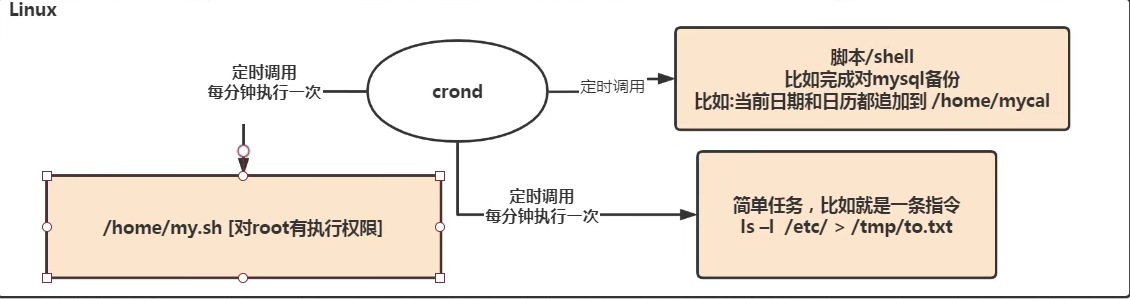 Linux
定时调用
每分钟执行一次
crond
定时调用
脚本/shell
比如完成对mysql备份
比如:当前日期和日历都追加到 /home/mycal
/home/my.sh [对root有执行权限]
定时调用
每分钟执行一次
简单任务，比如就是一条指令
ls –l /etc/ > /tmp/to.txt